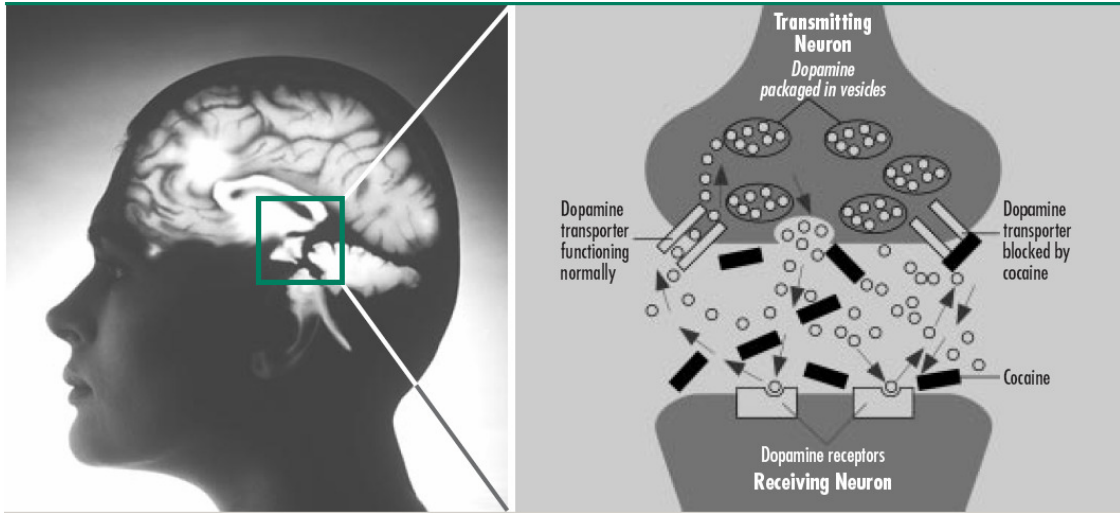 Transmitting
Neuron
Dopamine
packaged in vesicles
Dopamine
transporter
functioning
normally
Dopamine
transporter
blocked by
cocaine
Cocaine
Dopamine receptors
Receiving Neuron